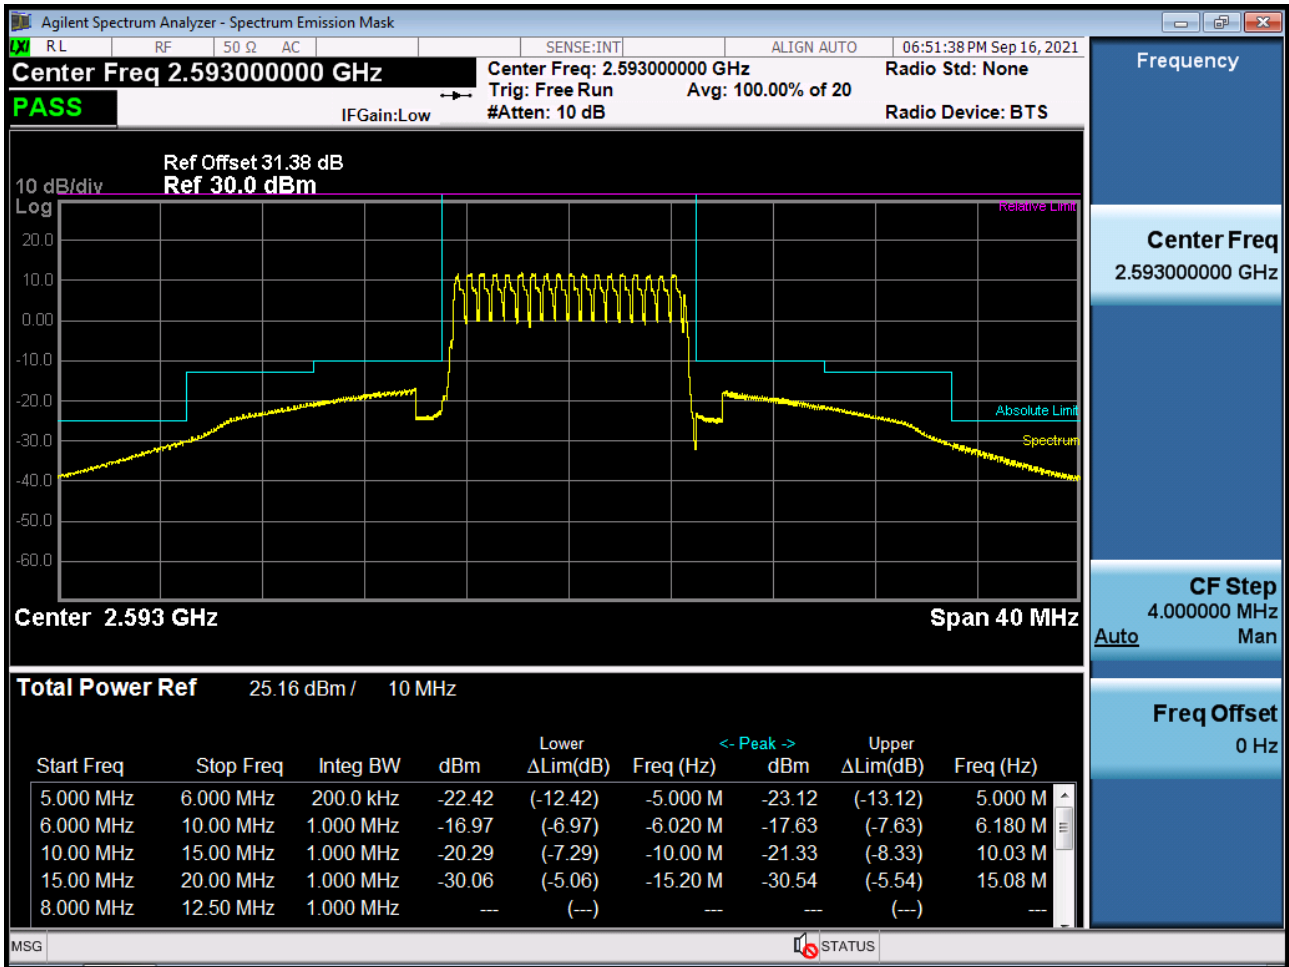 Agilent Spectrum Analyzer - Spectrum Emission Mask
LXI RL RF 50 Ω AC SENSE:INT ALIGN AUTO 06:51:38 PM Sep 16, 2021
Center Freq 2.593000000 GHz
Center Freq: 2.593000000 GHz Radio Std: None
Trig: Free Run Avg: 100.00% of 20
PASS
IFGain:Low #Atten: 10 dB Radio Device: BTS
Ref Offset 31.38 dB
10 dB/div Ref 30.0 dBm
Log
Relative Limit
20.0
10.0
0.00
-10.0
-20.0
Absolute Limit
-30.0
Spectrum
-40.0
-50.0
-60.0
Center 2.593 GHz Span 40 MHz
Total Power Ref 25.16 dBm / 10 MHz
Lower <- Peak -> Upper
Start Freq Stop Freq Integ BW dBm ΔLim(dB) Freq (Hz) dBm ΔLim(dB) Freq (Hz)
5.000 MHz 6.000 MHz 200.0 kHz -22.42 (-12.42) -5.000 M -23.12 (-13.12) 5.000 M
6.000 MHz 10.00 MHz 1.000 MHz -16.97 (-6.97) -6.020 M -17.63 (-7.63) 6.180 M
10.00 MHz 15.00 MHz 1.000 MHz -20.29 (-7.29) -10.00 M -21.33 (-8.33) 10.03 M
15.00 MHz 20.00 MHz 1.000 MHz -30.06 (-5.06) -15.20 M -30.54 (-5.54) 15.08 M
8.000 MHz 12.50 MHz 1.000 MHz --- (---) --- --- (---) ---
MSG STATUS
Frequency
Center Freq
2.593000000 GHz
CF Step
4.000000 MHz
Auto Man
Freq Offset
0 Hz